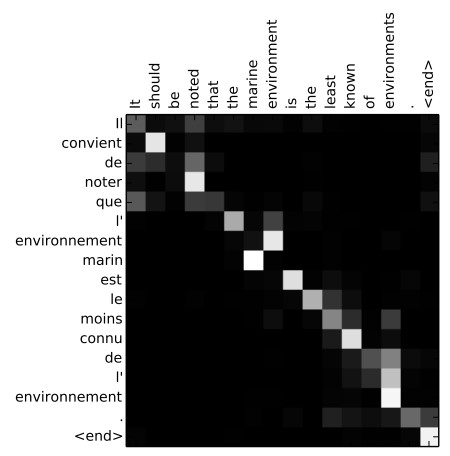 It should be noted that the marine environment is the least known of environments . <end>
Il
convient
de
noter
que
l'
environnement
marin
est
le
moins
connu
de
l'
environnement
.
<end>